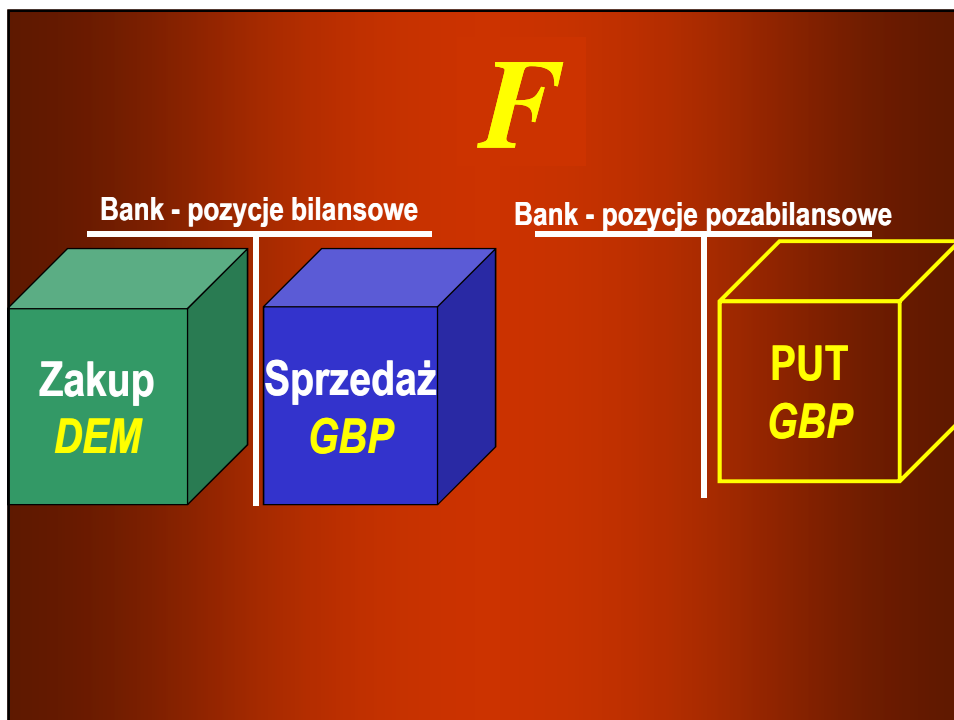 F
Bank - pozycje bilansowe
Bank - pozycje pozabilansowe
Zakup
DEM
Sprzedaż
GBP
PUT
GBP